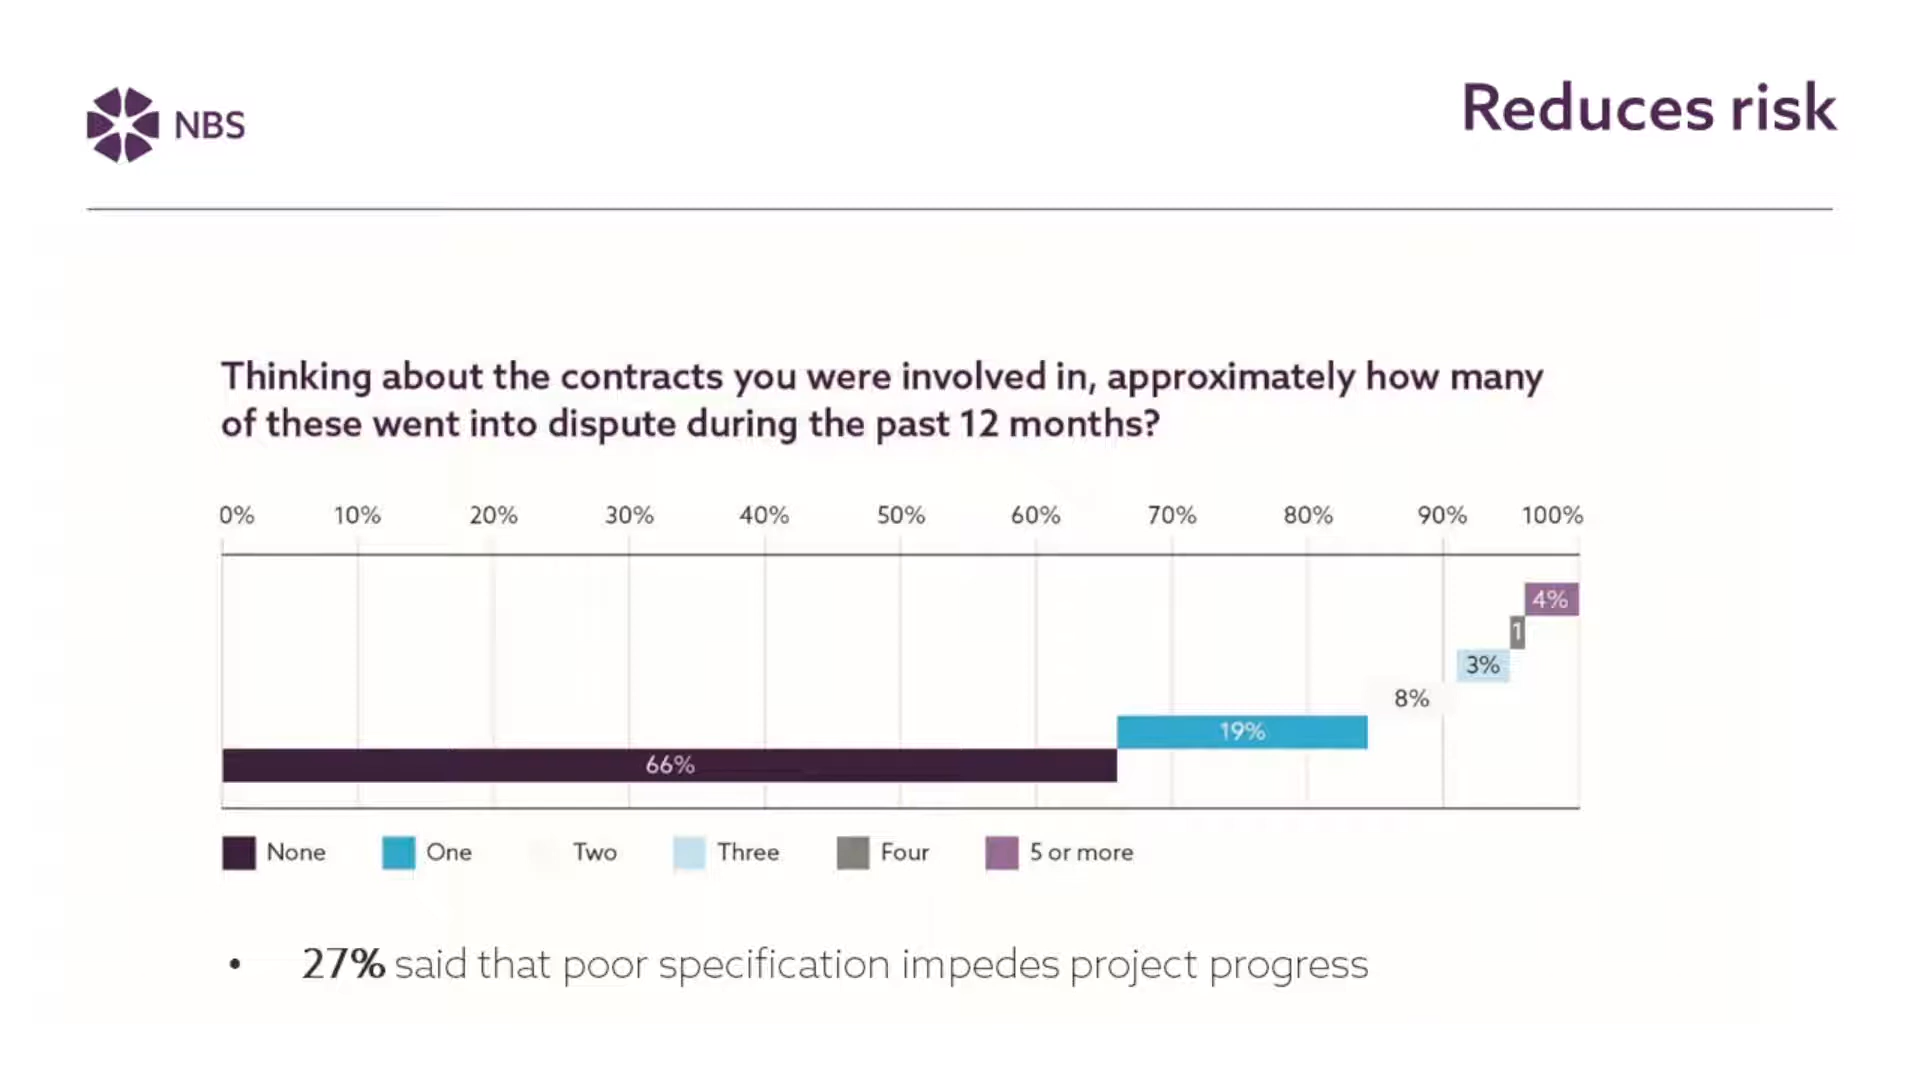 NBS
Reduces risk
Thinking about the contracts you were involved in, approximately how many
of these went into dispute during the past 12 months?
0% 10% 20% 30% 40% 50% 60% 70% 80% 90% 100%
4%
1
3%
8%
19%
66%
None One Two Three Four 5 or more
• 27% said that poor specification impedes project progress